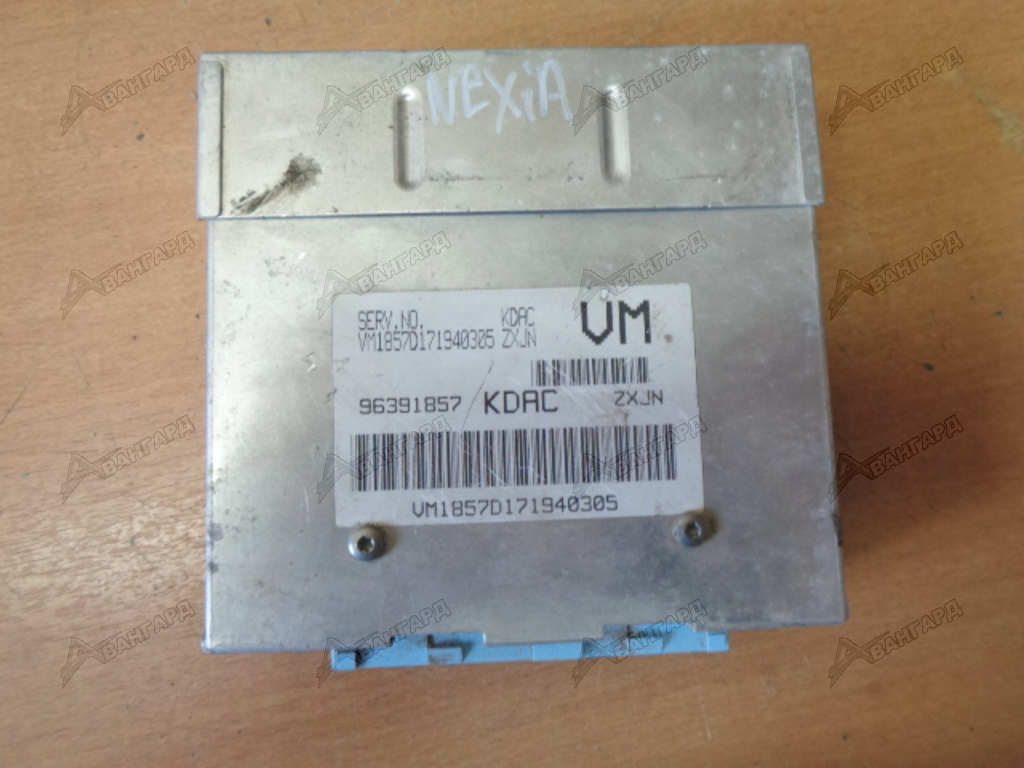 NEXiA
SERV.NO. KDAC VM
VM1857D171940305 ZXJN
96391857 KDAC ZXJN
VM1857D171940305
АВАНГАРД